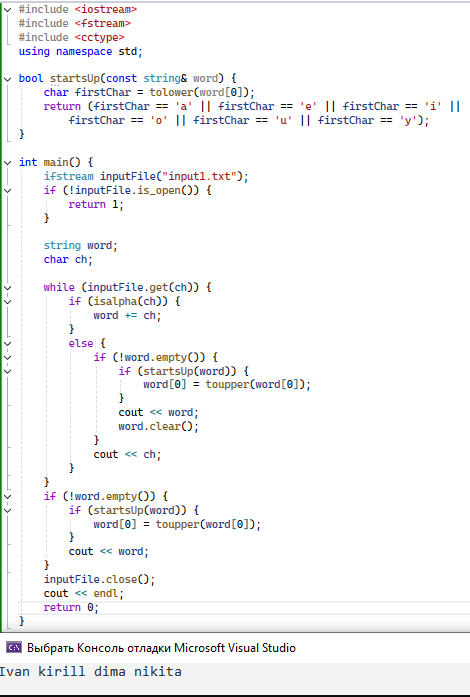 #include <iostream>
#include <fstream>
#include <cctype>
using namespace std;

bool startsUp(const string& word) {
    char firstChar = tolower(word[0]);
    return (firstChar == 'a' || firstChar == 'e' || firstChar == 'i' ||
        firstChar == 'o' || firstChar == 'u' || firstChar == 'y');
}

int main() {
    ifstream inputFile("input1.txt");
    if (!inputFile.is_open()) {
        return 1;
    }

    string word;
    char ch;

    while (inputFile.get(ch)) {
        if (isalpha(ch)) {
            word += ch;
        }
        else {
            if (!word.empty()) {
                if (startsUp(word)) {
                    word[0] = toupper(word[0]);
                }
                cout << word;
                word.clear();
            }
            cout << ch;
        }
    }
    if (!word.empty()) {
        if (startsUp(word)) {
            word[0] = toupper(word[0]);
        }
        cout << word;
    }
    inputFile.close();
    cout << endl;
    return 0;
}
C:\ Выбрать Консоль отладки Microsoft Visual Studio
Ivan kirill dima nikita